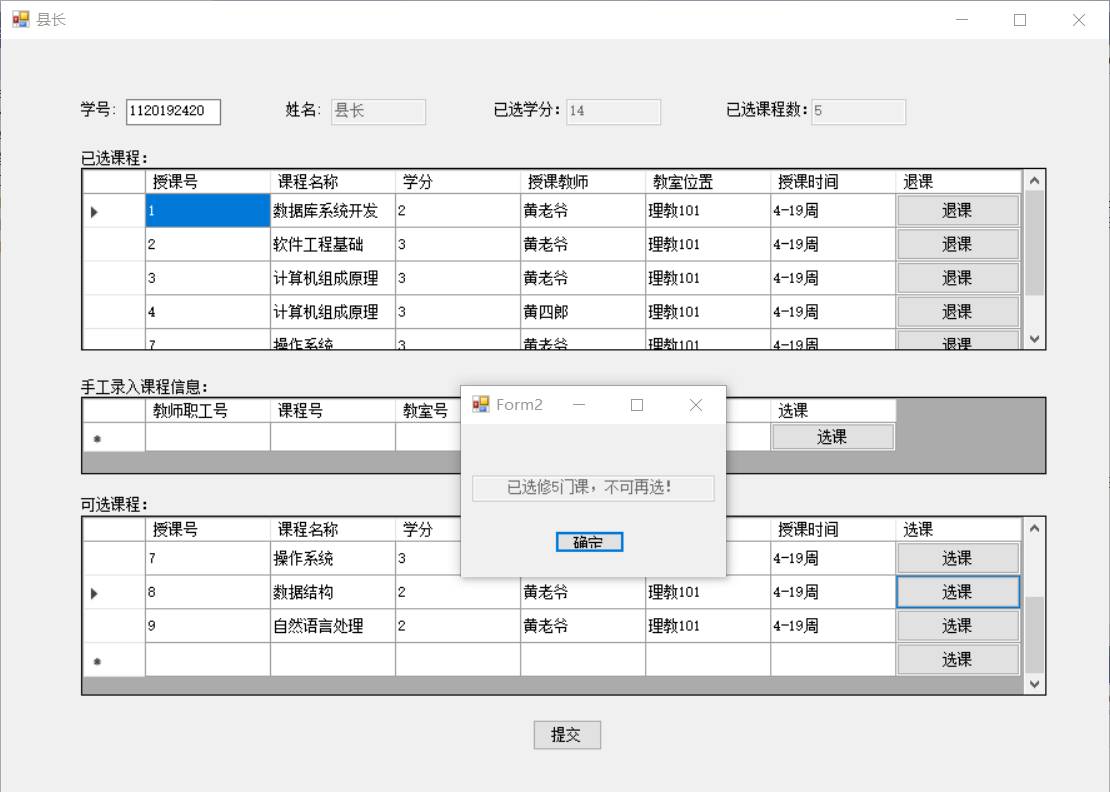 县长
学号: 1120192420 姓名: 县长 已选学分: 14 已选课程数: 5
已选课程:
授课号 课程名称 学分 授课教师 教室位置 授课时间 退课
1 数据库系统开发 2 黄老爷 理教101 4-19周 退课
2 软件工程基础 3 黄老爷 理教101 4-19周 退课
3 计算机组成原理 3 黄老爷 理教101 4-19周 退课
4 计算机组成原理 3 黄四郎 理教101 4-19周 退课
7 操作系统 3 黄老爷 理教101 4-19周 退课
手工录入课程信息:
教师职工号 课程号 教室号 选课
选课
Form2
已选修5门课，不可再选!
确定
可选课程:
授课号 课程名称 学分 授课时间 选课
7 操作系统 3 4-19周 选课
8 数据结构 2 黄老爷 理教101 4-19周 选课
9 自然语言处理 2 黄老爷 理教101 4-19周 选课
选课
提交